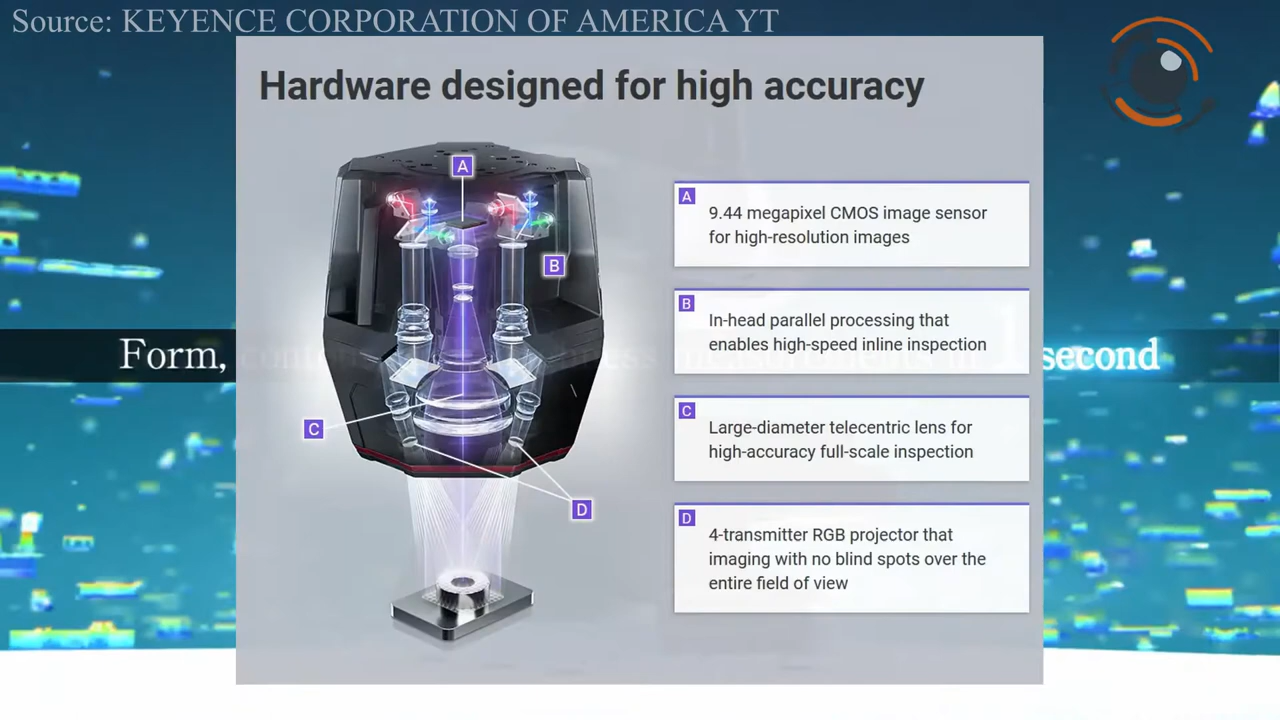 Source: KEYENCE CORPORATION OF AMERICA YT
Hardware designed for high accuracy
A
B
C
D
A
9.44 megapixel CMOS image sensor
for high-resolution images
B
In-head parallel processing that
enables high-speed inline inspection
C
Large-diameter telecentric lens for
high-accuracy full-scale inspection
D
4-transmitter RGB projector that
imaging with no blind spots over the
entire field of view
Form, second